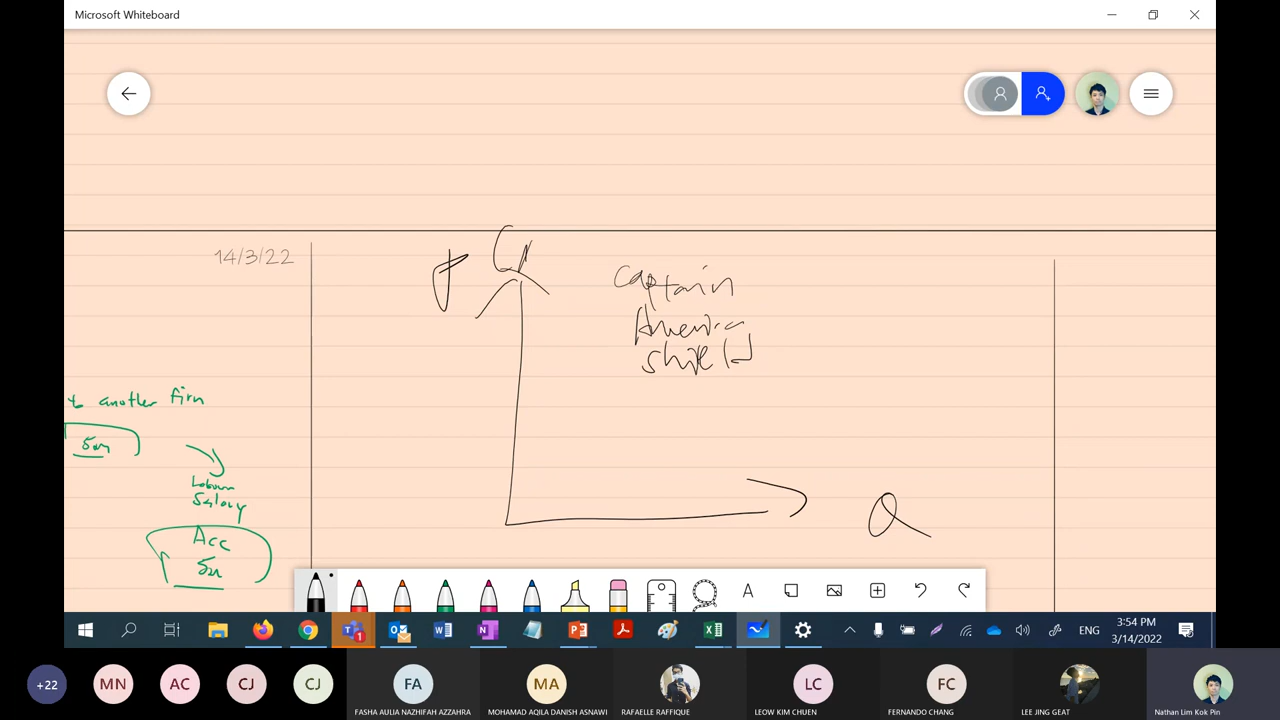 Microsoft Whiteboard
14/3/22
P
Captain
America
shield
another firm
5m
Labour
Salary
Acc
5m
Q
A
1
ENG
3:54 PM
3/14/2022
+22
MN
AC
CJ
CJ
FA
MA
LC
FC
FASHA AULIA NAZHIFAH AZZAHRA
MOHAMAD AQILA DANISH ASNAWI
RAFAELLE RAFFIQUE
LEOW KIM CHUEN
FERNANDO CHANG
LEE JING GEAT
Nathan Lim Kok Pin